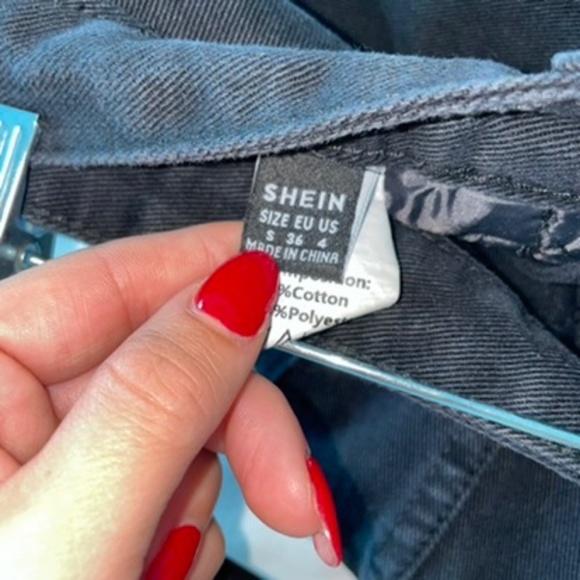 SHEIN
SIZE EU US
S 36 4
MADE IN CHINA
%Cotton